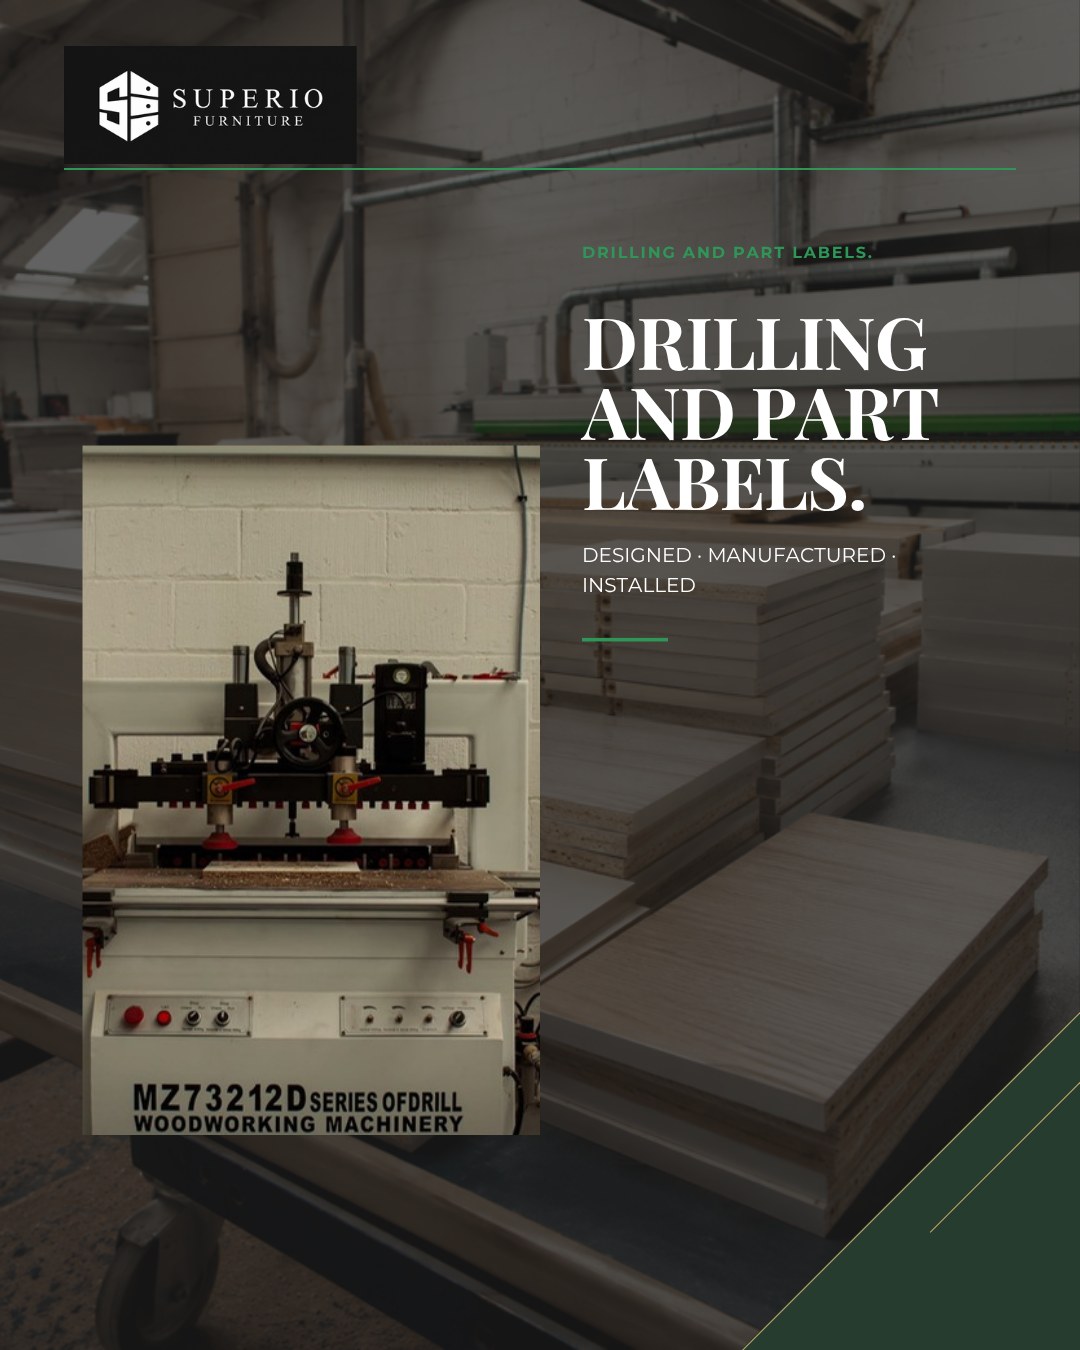 SUPERIO
FURNITURE
DRILLING AND PART LABELS.
DRILLING
AND PART
LABELS.
DESIGNED · MANUFACTURED ·
INSTALLED
MZ73212D SERIES OFDRILL
WOODWORKING MACHINERY